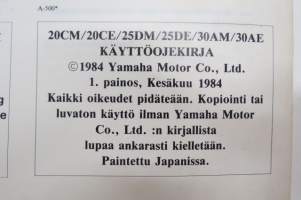 A-500*
20CM/20CE/25DM/25DE/30AM/30AE
KÄYTTÖOJEKIRJA
©1984 Yamaha Motor Co., Ltd.
1. painos, Kesäkuu 1984
Kaikki oikeudet pidäteään. Kopiointi tai
luvaton käyttö ilman Yamaha Motor
Co., Ltd. :n kirjallista
lupaa ankarasti kielletään.
Painettu Japanissa.